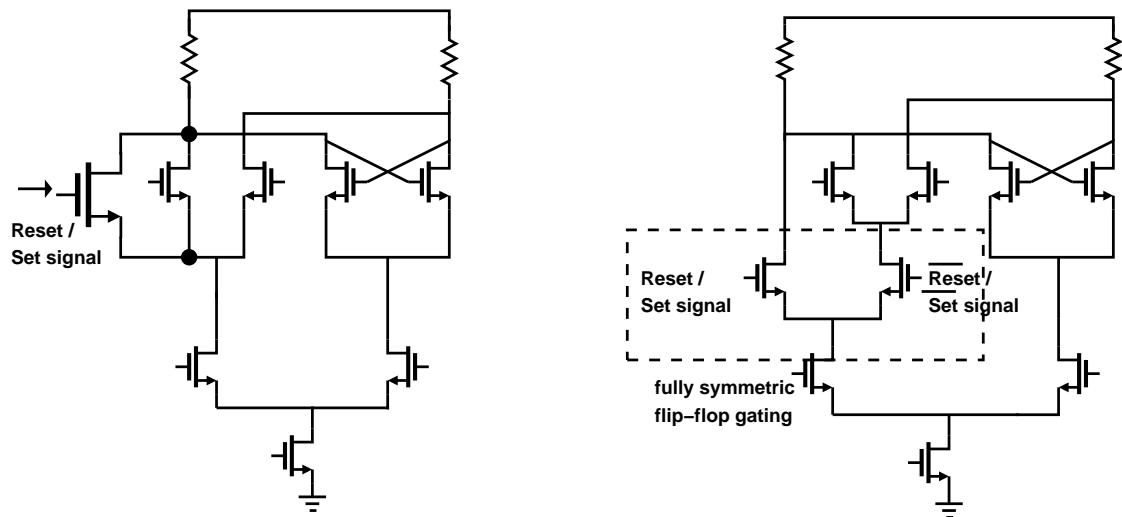 Reset /
Set signal
Reset /
Set signal
Reset /
Set signal
fully symmetric
flip−flop gating